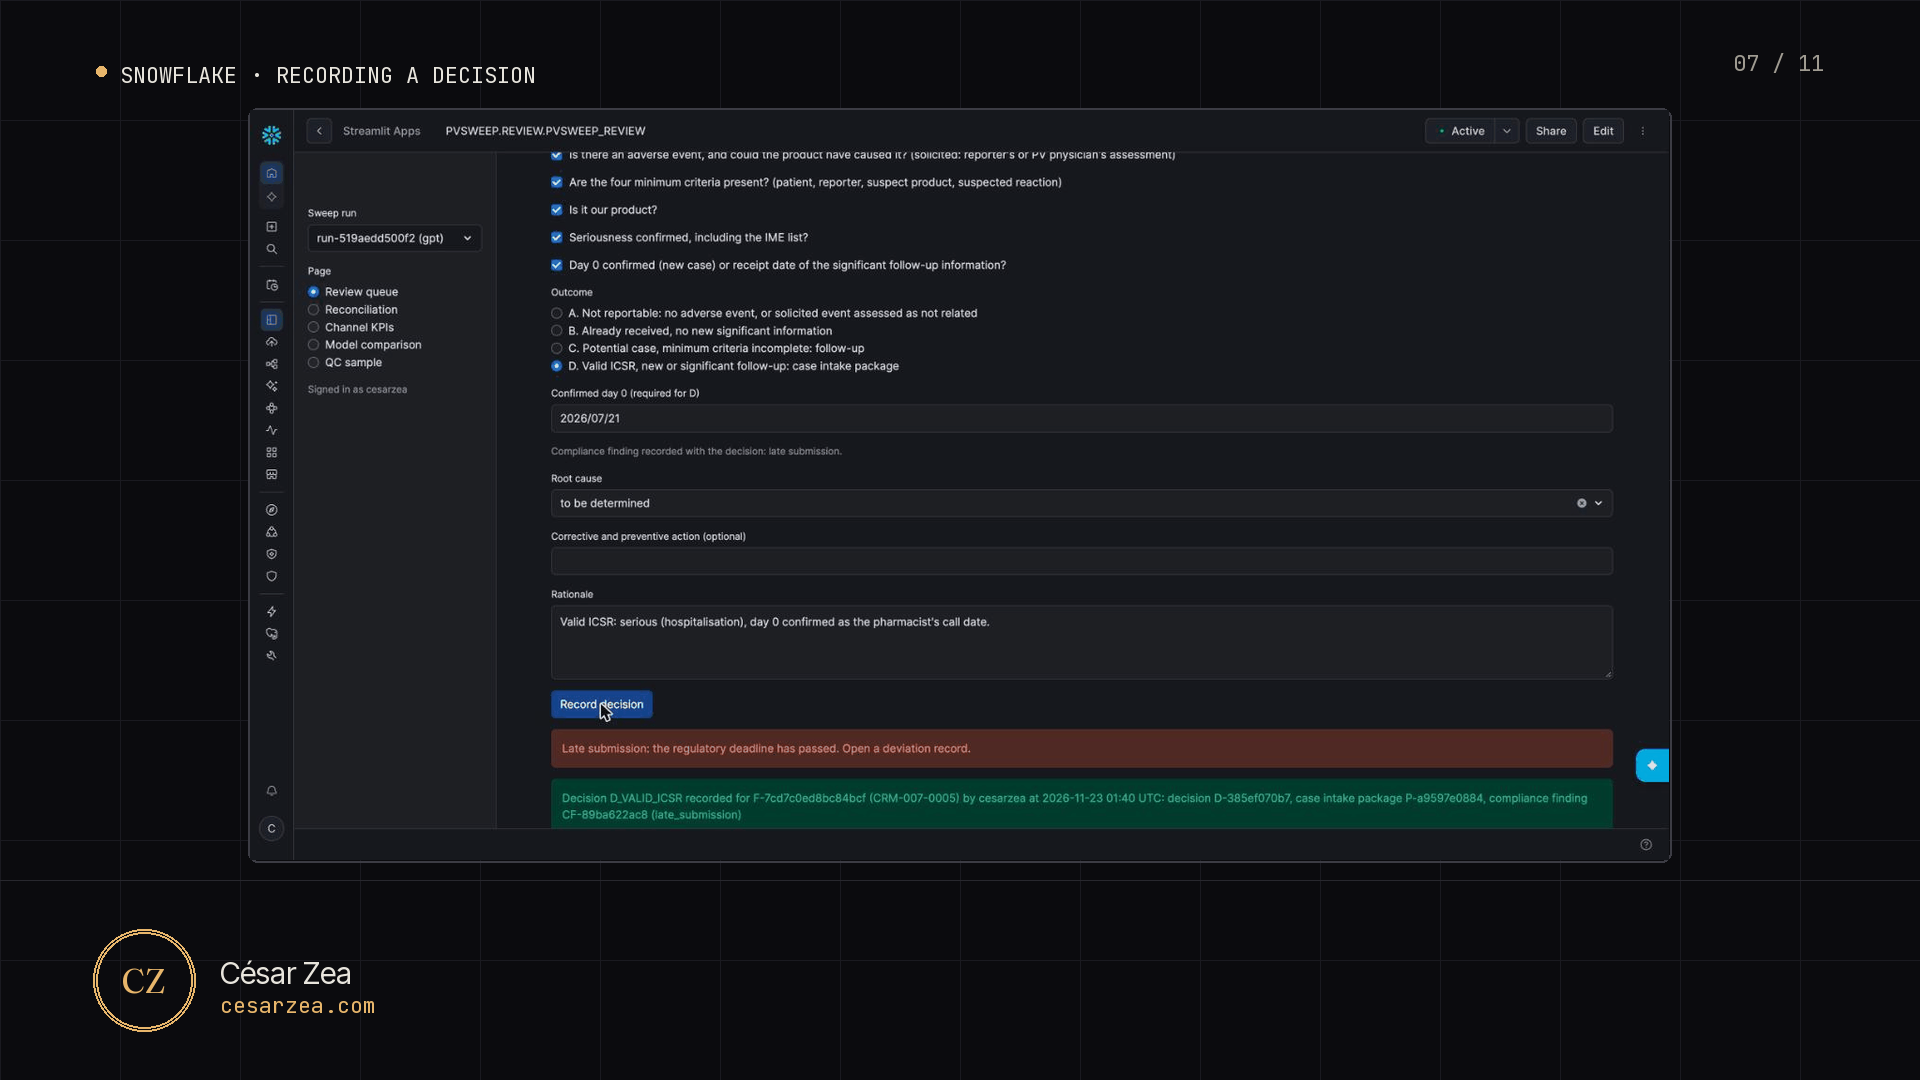 SNOWFLAKE · RECORDING A DECISION
07 / 11
Streamlit Apps
PVSWEEP.REVIEW.PVSWEEP_REVIEW
Active
Share
Edit
Sweep run
run-519aedd500f2 (gpt)
Page
Review queue
Reconciliation
Channel KPIs
Model comparison
QC sample
Signed in as cesarzea
Is there an adverse event, and could the product have caused it? (solicited: reporter's or PV physician's assessment)
Are the four minimum criteria present? (patient, reporter, suspect product, suspected reaction)
Is it our product?
Seriousness confirmed, including the IME list?
Day 0 confirmed (new case) or receipt date of the significant follow-up information?
Outcome
A. Not reportable: no adverse event, or solicited event assessed as not related
B. Already received, no new significant information
C. Potential case, minimum criteria incomplete: follow-up
D. Valid ICSR, new or significant follow-up: case intake package
Confirmed day 0 (required for D)
2026/07/21
Compliance finding recorded with the decision: late submission.
Root cause
to be determined
Corrective and preventive action (optional)
Rationale
Valid ICSR: serious (hospitalisation), day 0 confirmed as the pharmacist's call date.
Record decision
Late submission: the regulatory deadline has passed. Open a deviation record.
Decision D_VALID_ICSR recorded for F-7cd7c0ed8bc84bcf (CRM-007-0005) by cesarzea at 2026-11-23 01:40 UTC: decision D-385ef070b7, case intake package P-a9597e0884, compliance finding
CF-89ba622ac8 (late_submission)
C
CZ
César Zea
cesarzea.com